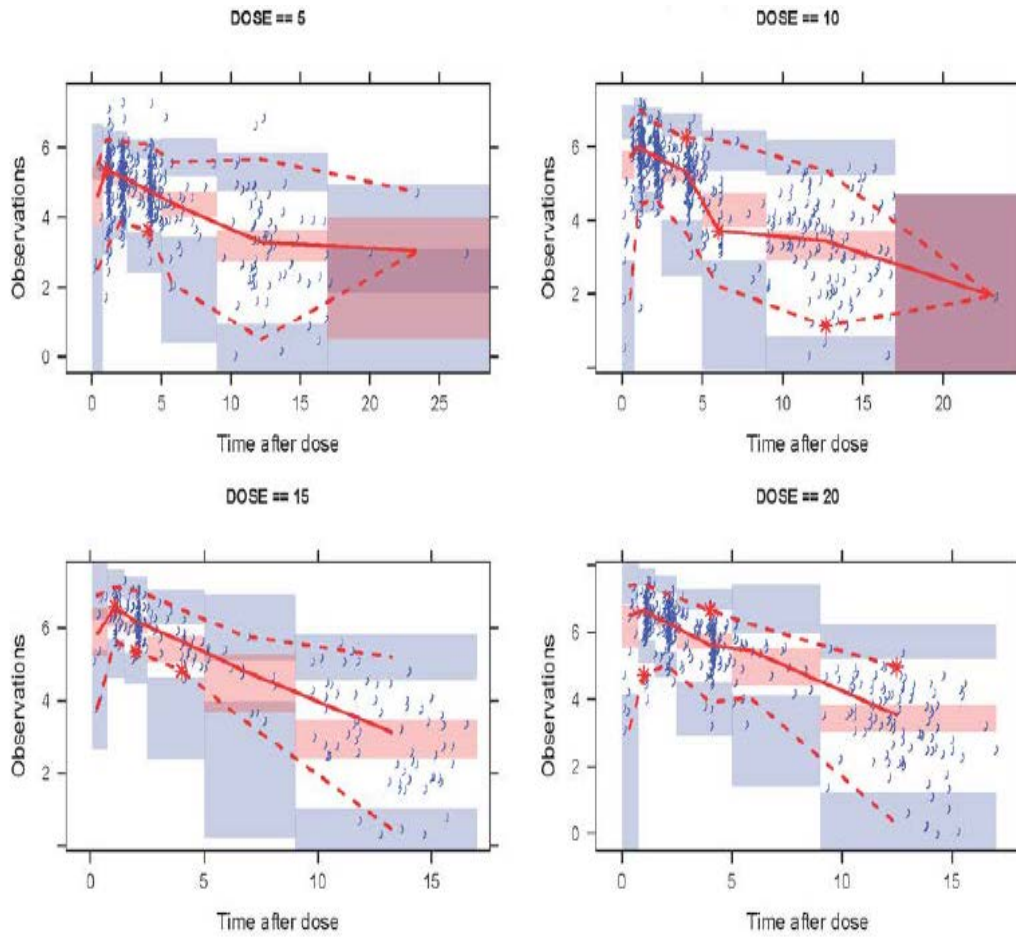 DOSE == 5
Observations
6
4
2
0
0 5 10 15 20 25
Time after dose
DOSE == 10
Observations
6
4
2
0 5 10 15 20
Time after dose
DOSE == 15
Observations
6
4
2
0 5 10 15
Time after dose
DOSE == 20
Observations
8
6
4
2
0
0 5 10 15
Time after dose